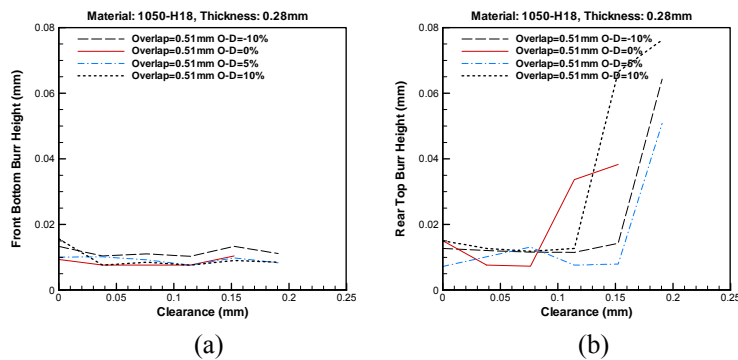 Material: 1050-H18, Thickness: 0.28mm
Overlap=0.51mm O-D=-10%
Overlap=0.51mm O-D=0%
Overlap=0.51mm O-D=5%
Overlap=0.51mm O-D=10%
Front Bottom Burr Height (mm)
0.08
0.06
0.04
0.02
0
0
0.05
0.1
0.15
0.2
0.25
Clearance (mm)
(a)
Material: 1050-H18, Thickness: 0.28mm
Overlap=0.51mm O-D=-10%
Overlap=0.51mm O-D=0%
Overlap=0.51mm O-D=5%
Overlap=0.51mm O-D=10%
Rear Top Burr Height (mm)
0.08
0.06
0.04
0.02
0
0
0.05
0.1
0.15
0.2
0.25
Clearance (mm)
(b)